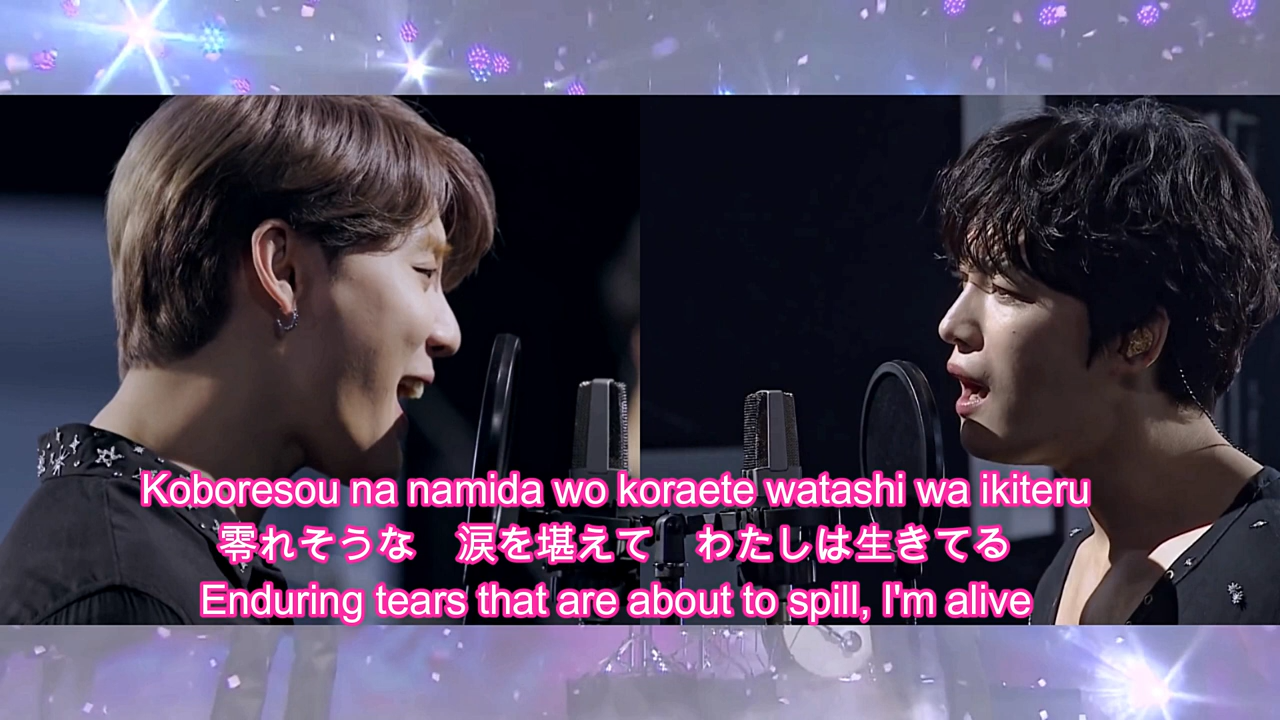 Koboresou na namida wo koraete watashi wa ikiteru
零れそうな　涙を堪えて　わたしは生きてる
Enduring tears that are about to spill, I'm alive